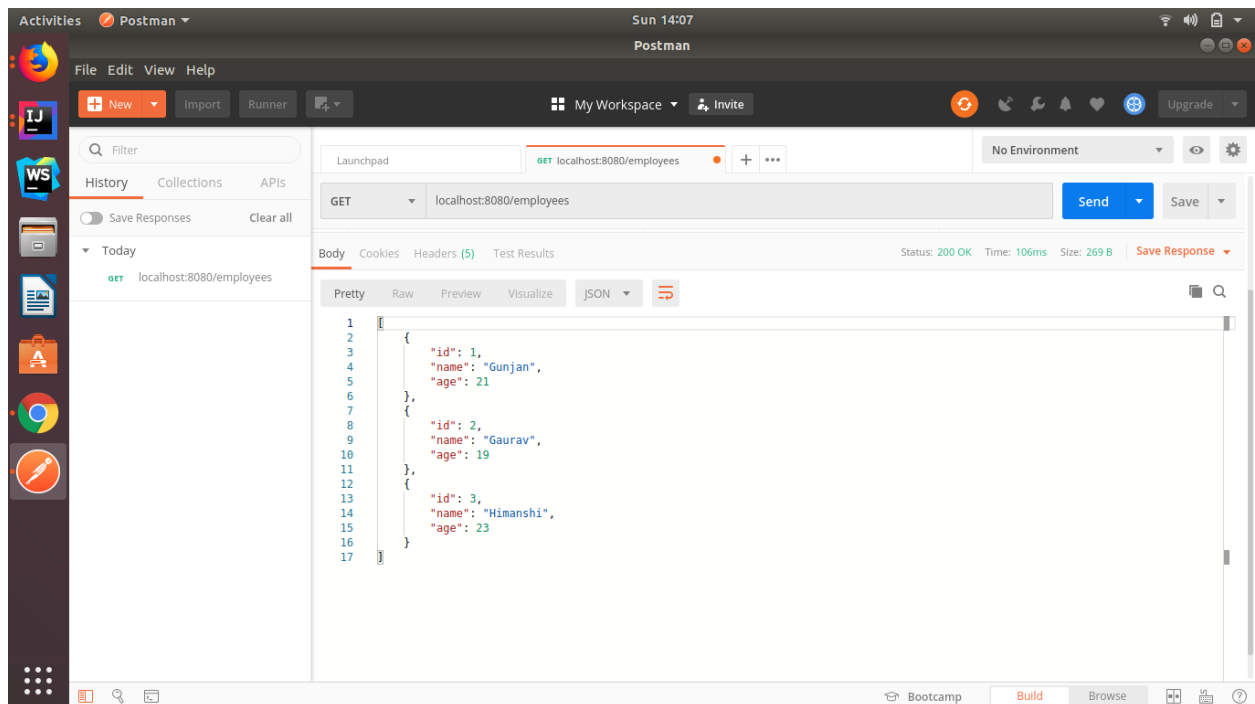 Activities Postman Sun 14:07
Postman
File Edit View Help
New Import Runner My Workspace Invite Upgrade
Filter
History Collections APIs
Save Responses Clear all
Today
GET localhost:8080/employees
Launchpad GET localhost:8080/employees No Environment
GET localhost:8080/employees Send Save
Body Cookies Headers (5) Test Results Status: 200 OK Time: 106ms Size: 269 B Save Response
Pretty Raw Preview Visualize JSON
1 [
2 {
3 "id": 1,
4 "name": "Gunjan",
5 "age": 21
6 },
7 {
8 "id": 2,
9 "name": "Gaurav",
10 "age": 19
11 },
12 {
13 "id": 3,
14 "name": "Himanshi",
15 "age": 23
16 }
17 ]
IJ
WS
Bootcamp Build Browse